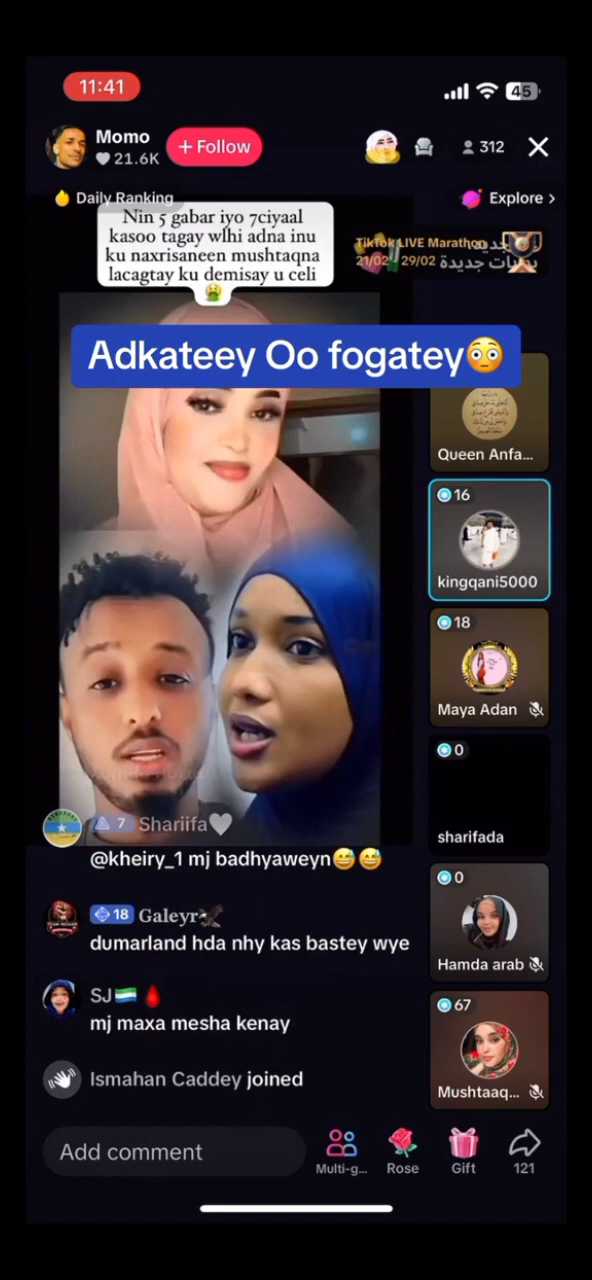 11:41
45
Momo
21.6K
+ Follow
312
Daily Ranking
Explore >
Nin 5 gabar iyo 7ciyaal
kasoo tagay wlhi adna inu
ku naxrisaneen mushtaqna
lacagtay ku demisay u celi
TikTok LIVE Marathon
21/02 - 29/02
جديدة
Adkateey Oo fogatey😳
Queen Anfa...
16
kingqani5000
18
Maya Adan
0
sharifada
7 Shariifa🤍
@kheiry_1 mj badhyaweyn😅😅
0
Hamda arab
18 Galeyr
dumarland hda nhy kas bastey wye
SJ🇸🇱🩸
mj maxa mesha kenay
67
Mushtaaq...
Ismahan Caddey joined
Add comment
Multi-g...
Rose
Gift
121